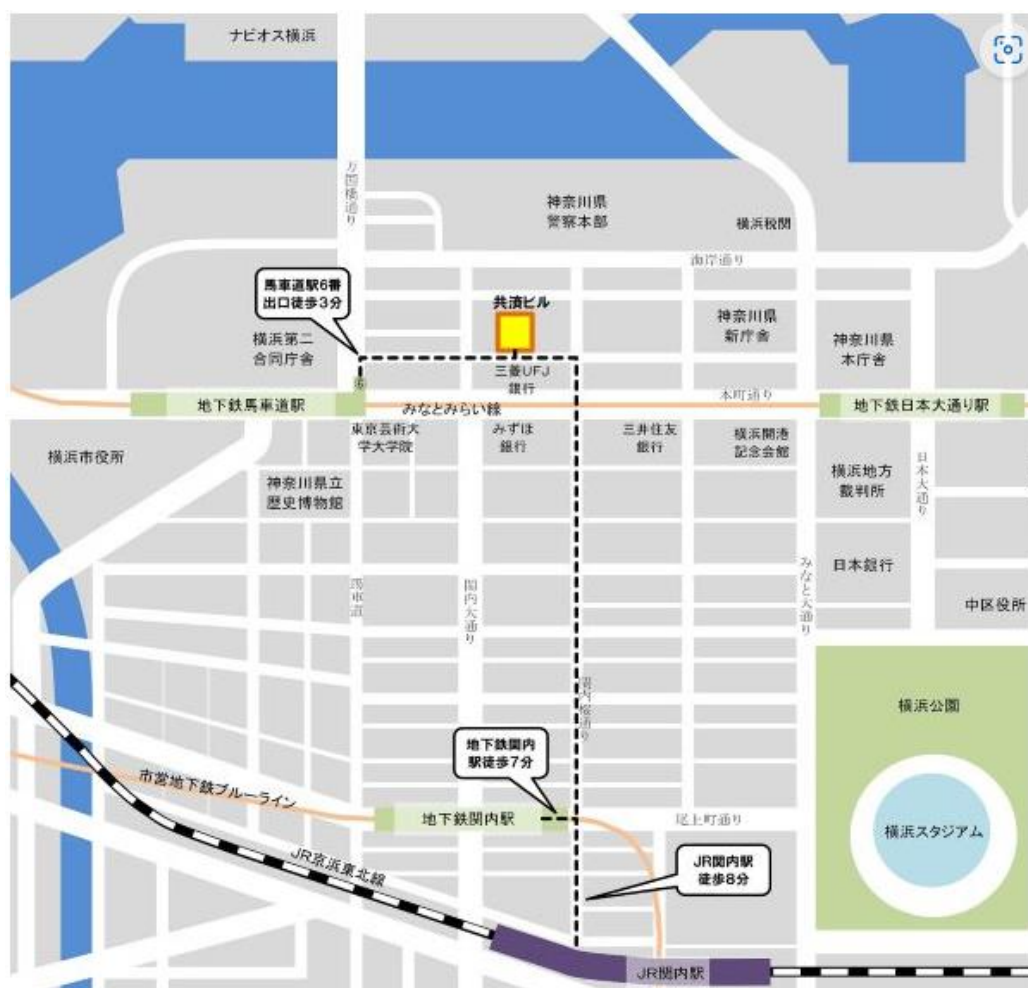 ナビオス横浜
万国橋通り
神奈川県
警察本部
横浜税関
海岸通り
馬車道駅6番
出口徒歩3分
共済ビル
横浜第二
合同庁舎
神奈川県
新庁舎
神奈川県
本庁舎
三菱UFJ
銀行
6
地下鉄馬車道駅
みなとみらい線
本町通り
地下鉄日本大通り駅
横浜市役所
東京芸術大
学大学院
みずほ
銀行
三井住友
銀行
横浜開港
記念会館
神奈川県立
歴史博物館
横浜地方
裁判所
日本大通り
日本銀行
馬車道
関内大通り
みなと大通り
中区役所
関内桜通り
横浜公園
地下鉄関内
駅徒歩7分
市営地下鉄ブルーライン
地下鉄関内駅
尾上町通り
横浜スタジアム
JR京浜東北線
JR関内駅
徒歩8分
JR関内駅